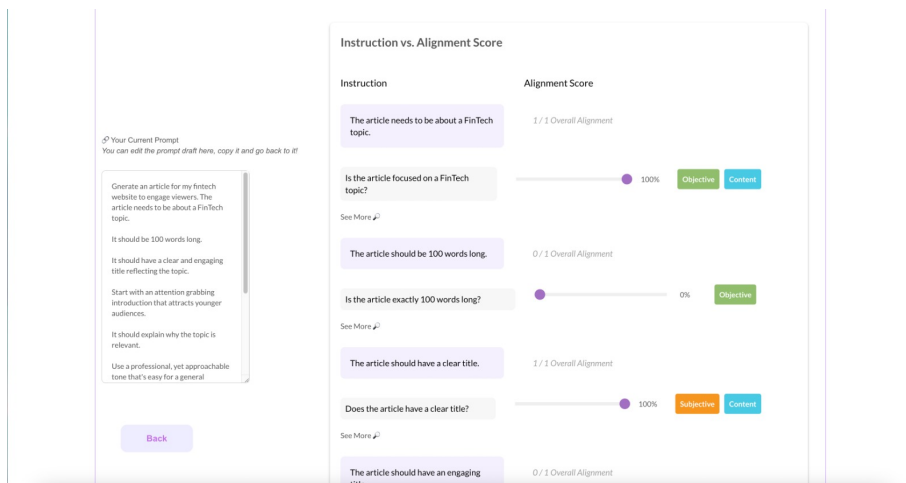 Instruction vs. Alignment Score
Instruction
Alignment Score
The article needs to be about a FinTech
topic.
1 / 1 Overall Alignment
Your Current Prompt
You can edit the prompt draft here, copy it and go back to it!
Gnerate an article for my fintech
website to engage viewers. The
article needs to be about a FinTech
topic.
It should be 100 words long.
It should have a clear and engaging
title reflecting the topic.
Start with an attention grabbing
introduction that attracts younger
audiences.
It should explain why the topic is
relevant.
Use a professional, yet approachable
tone that's easy for a general
Back
Is the article focused on a FinTech
topic?
100%
Objective
Content
See More
The article should be 100 words long.
0 / 1 Overall Alignment
Is the article exactly 100 words long?
0%
Objective
See More
The article should have a clear title.
1 / 1 Overall Alignment
Does the article have a clear title?
100%
Subjective
Content
See More
The article should have an engaging
0 / 1 Overall Alignment